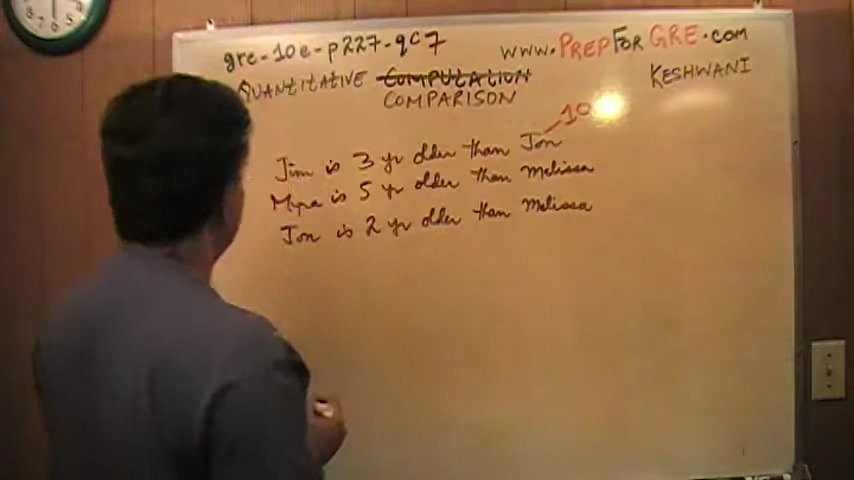 gre-10e-p227-qc7
www.PREPFORGRE.com
QUANTITATIVE COMPUTATION
COMPARISON
KESHWANI
10
Jim is 3 yr older than Jon
Myra is 5 yr older than Melissa
Jon is 2 yr older than Melissa